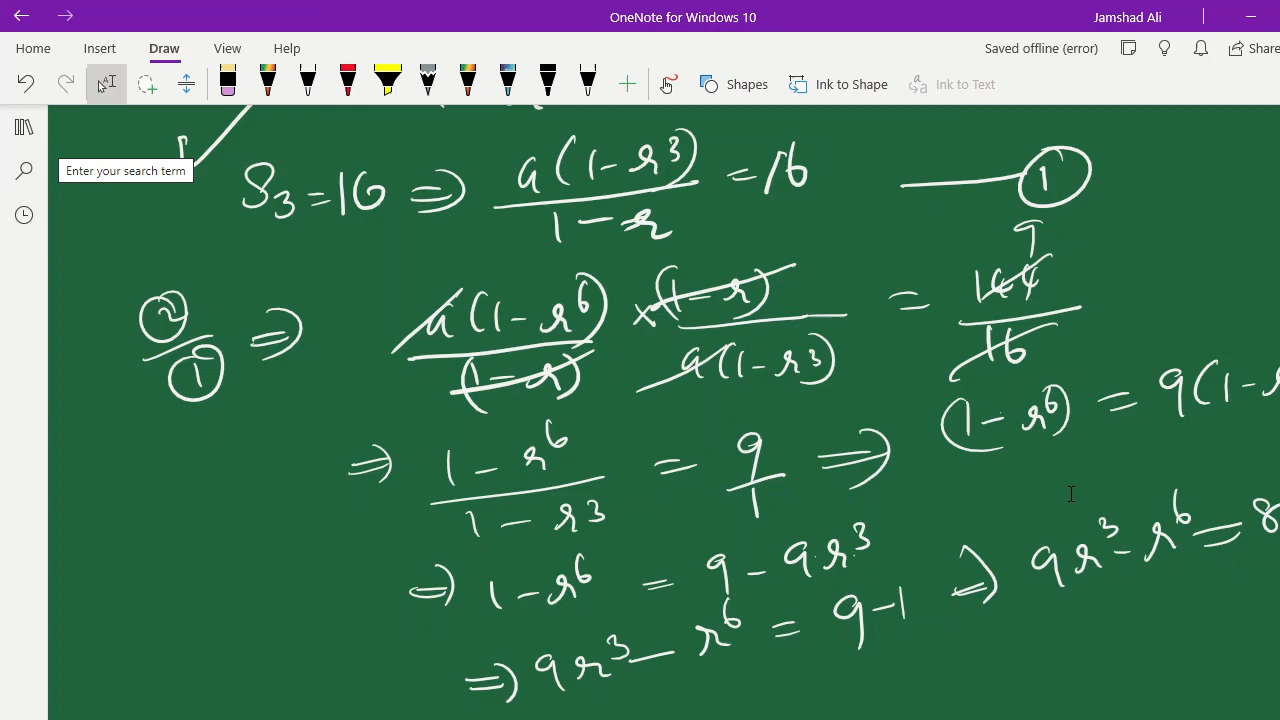 OneNote for Windows 10
Jamshad Ali
Home Insert Draw View Help
Saved offline (error)
Share
Shapes
Ink to Shape
Ink to Text
Enter your search term
S₃ = 16 ⇒ a(1 - r³) / 1 - r = 16 ——— ①
② / ① ⇒ a(1 - r⁶) / (1 - r) × (1 - r) / a(1 - r³) = 144 / 16 9
⇒ 1 - r⁶ / 1 - r³ = 9 / 1 ⇒ (1 - r⁶) = 9(1 - r
⇒ 1 - r⁶ = 9 - 9·r³
⇒ 9r³ - r⁶ = 9 - 1 ⇒ 9r³ - r⁶ = 8